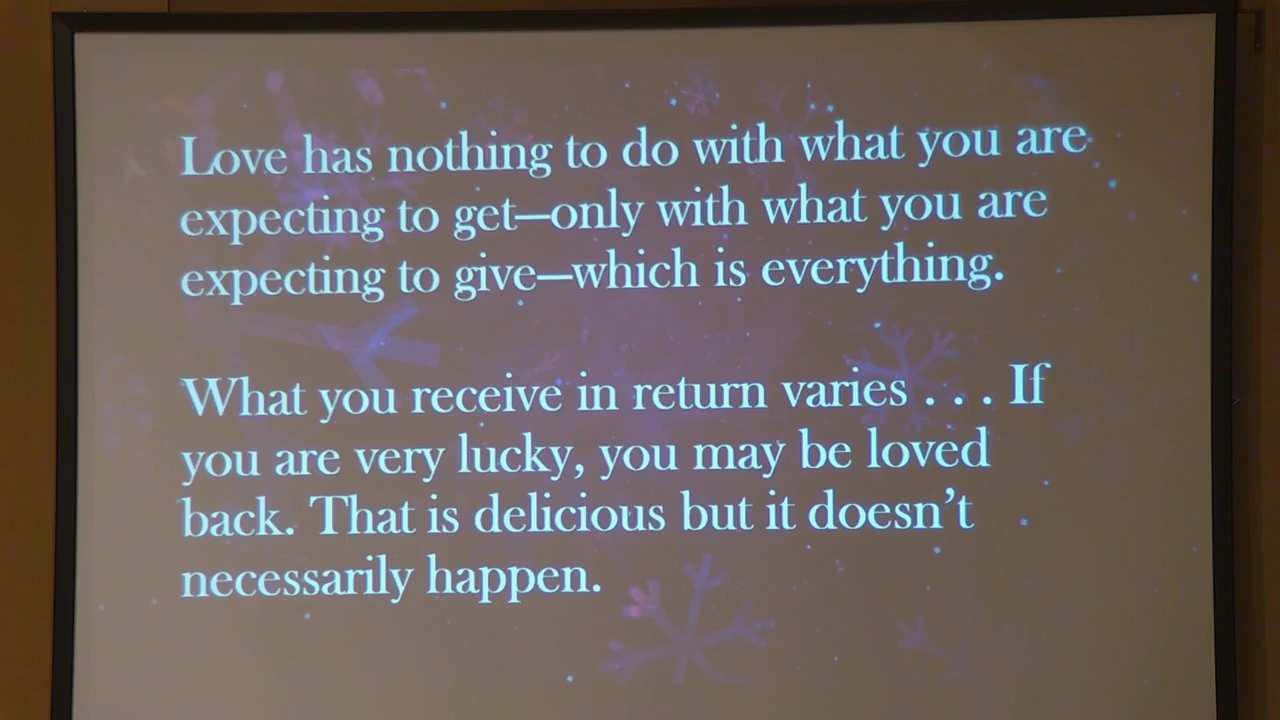 Love has nothing to do with what you are
expecting to get—only with what you are
expecting to give—which is everything.
What you receive in return varies . . . If
you are very lucky, you may be loved
back. That is delicious but it doesn’t
necessarily happen.